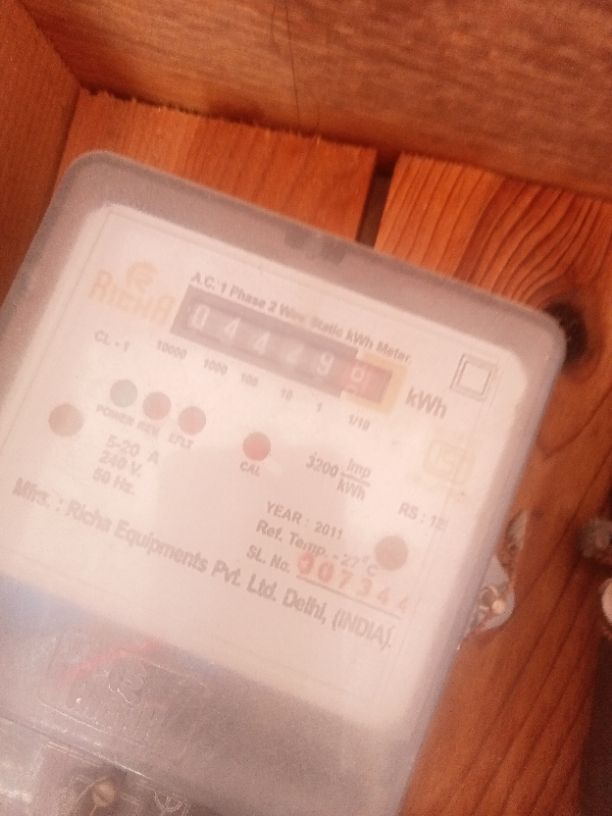 RICHA
A.C. 1 Phase 2 Wire Static kWh Meter
04449
kWh
CL - 1
10000 1000 100 10 1 1/10
POWER REV. E/LT
CAL
5-20 A
240 V.
50 Hz.
3200 Imp
kWh
YEAR : 2011
Ref. Temp. - 27°C
SL. No. 307344
Mfrs. : Richa Equipments Pvt. Ltd. Delhi, (INDIA).